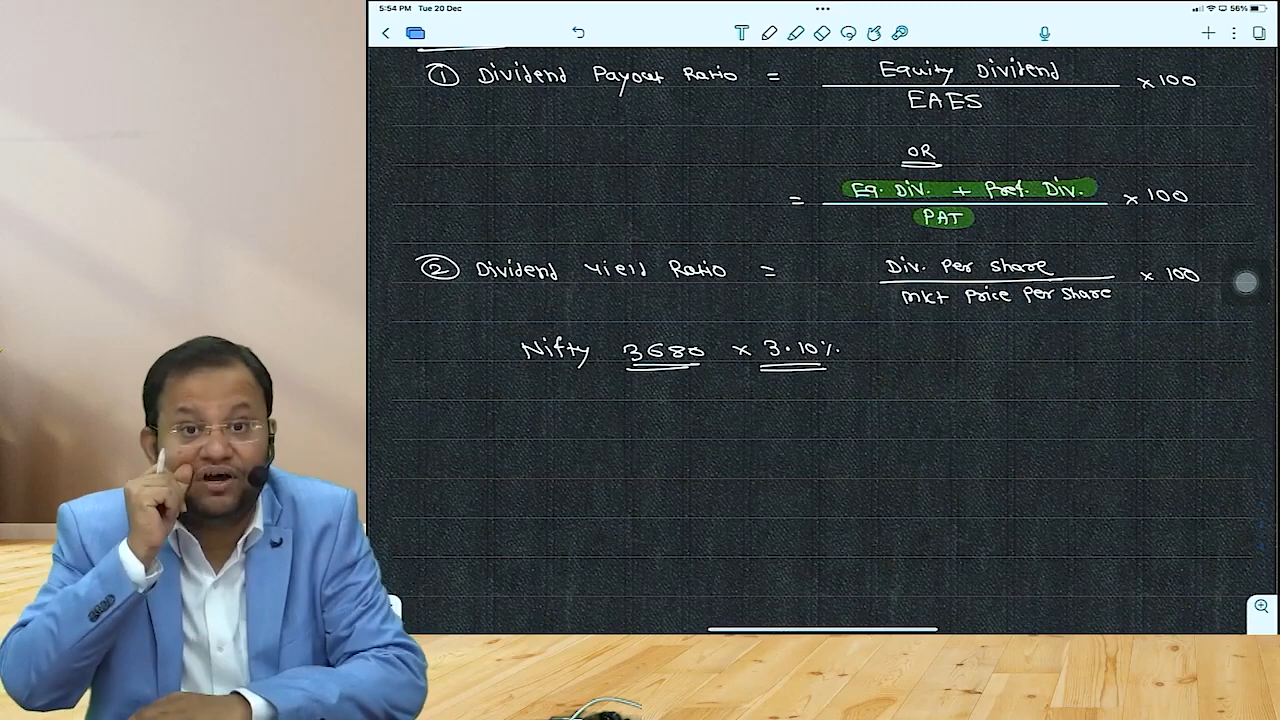 5:54 PM Tue 20 Dec
56%
① Dividend Payout Ratio = Equity Dividend × 100
EAES
OR
= Eq. Div. + Pref. Div. × 100
PAT
② Dividend Yield Ratio = Div. Per Share × 100
Mkt Price Per Share
Nifty 3680 × 3.10%.